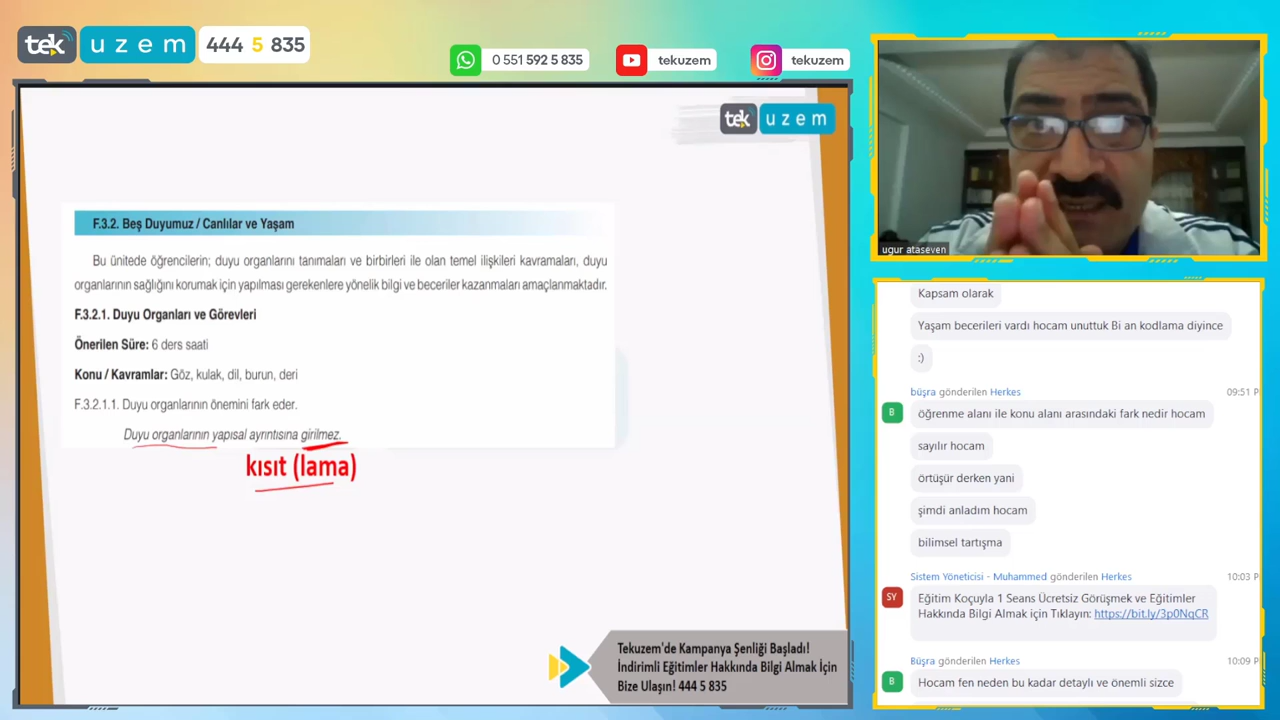 tek uzem 444 5 835
0 551 592 5 835 tekuzem tekuzem
tek uzem
F.3.2. Beş Duyumuz / Canlılar ve Yaşam
Bu ünitede öğrencilerin; duyu organlarını tanımaları ve birbirleri ile olan temel ilişkileri kavramaları, duyu
organlarının sağlığını korumak için yapılması gerekenlere yönelik bilgi ve beceriler kazanmaları amaçlanmaktadır.
F.3.2.1. Duyu Organları ve Görevleri
Önerilen Süre: 6 ders saati
Konu / Kavramlar: Göz, kulak, dil, burun, deri
F.3.2.1.1. Duyu organlarının önemini fark eder.
Duyu organlarının yapısal ayrıntısına girilmez.
kısıt (lama)
Tekuzem'de Kampanya Şenliği Başladı!
İndirimli Eğitimler Hakkında Bilgi Almak İçin
Bize Ulaşın! 444 5 835
ugur ataseven
Kapsam olarak
Yaşam becerileri vardı hocam unuttuk Bi an kodlama diyince
:)
büşra gönderilen Herkes 09:51 P
B
öğrenme alanı ile konu alanı arasındaki fark nedir hocam
sayılır hocam
örtüşür derken yani
şimdi anladım hocam
bilimsel tartışma
Sistem Yöneticisi - Muhammed gönderilen Herkes 10:03 P
SY
Eğitim Koçuyla 1 Seans Ücretsiz Görüşmek ve Eğitimler
Hakkında Bilgi Almak için Tıklayın: https://bit.ly/3p0NqCR
Büşra gönderilen Herkes 10:09 P
B
Hocam fen neden bu kadar detaylı ve önemli sizce